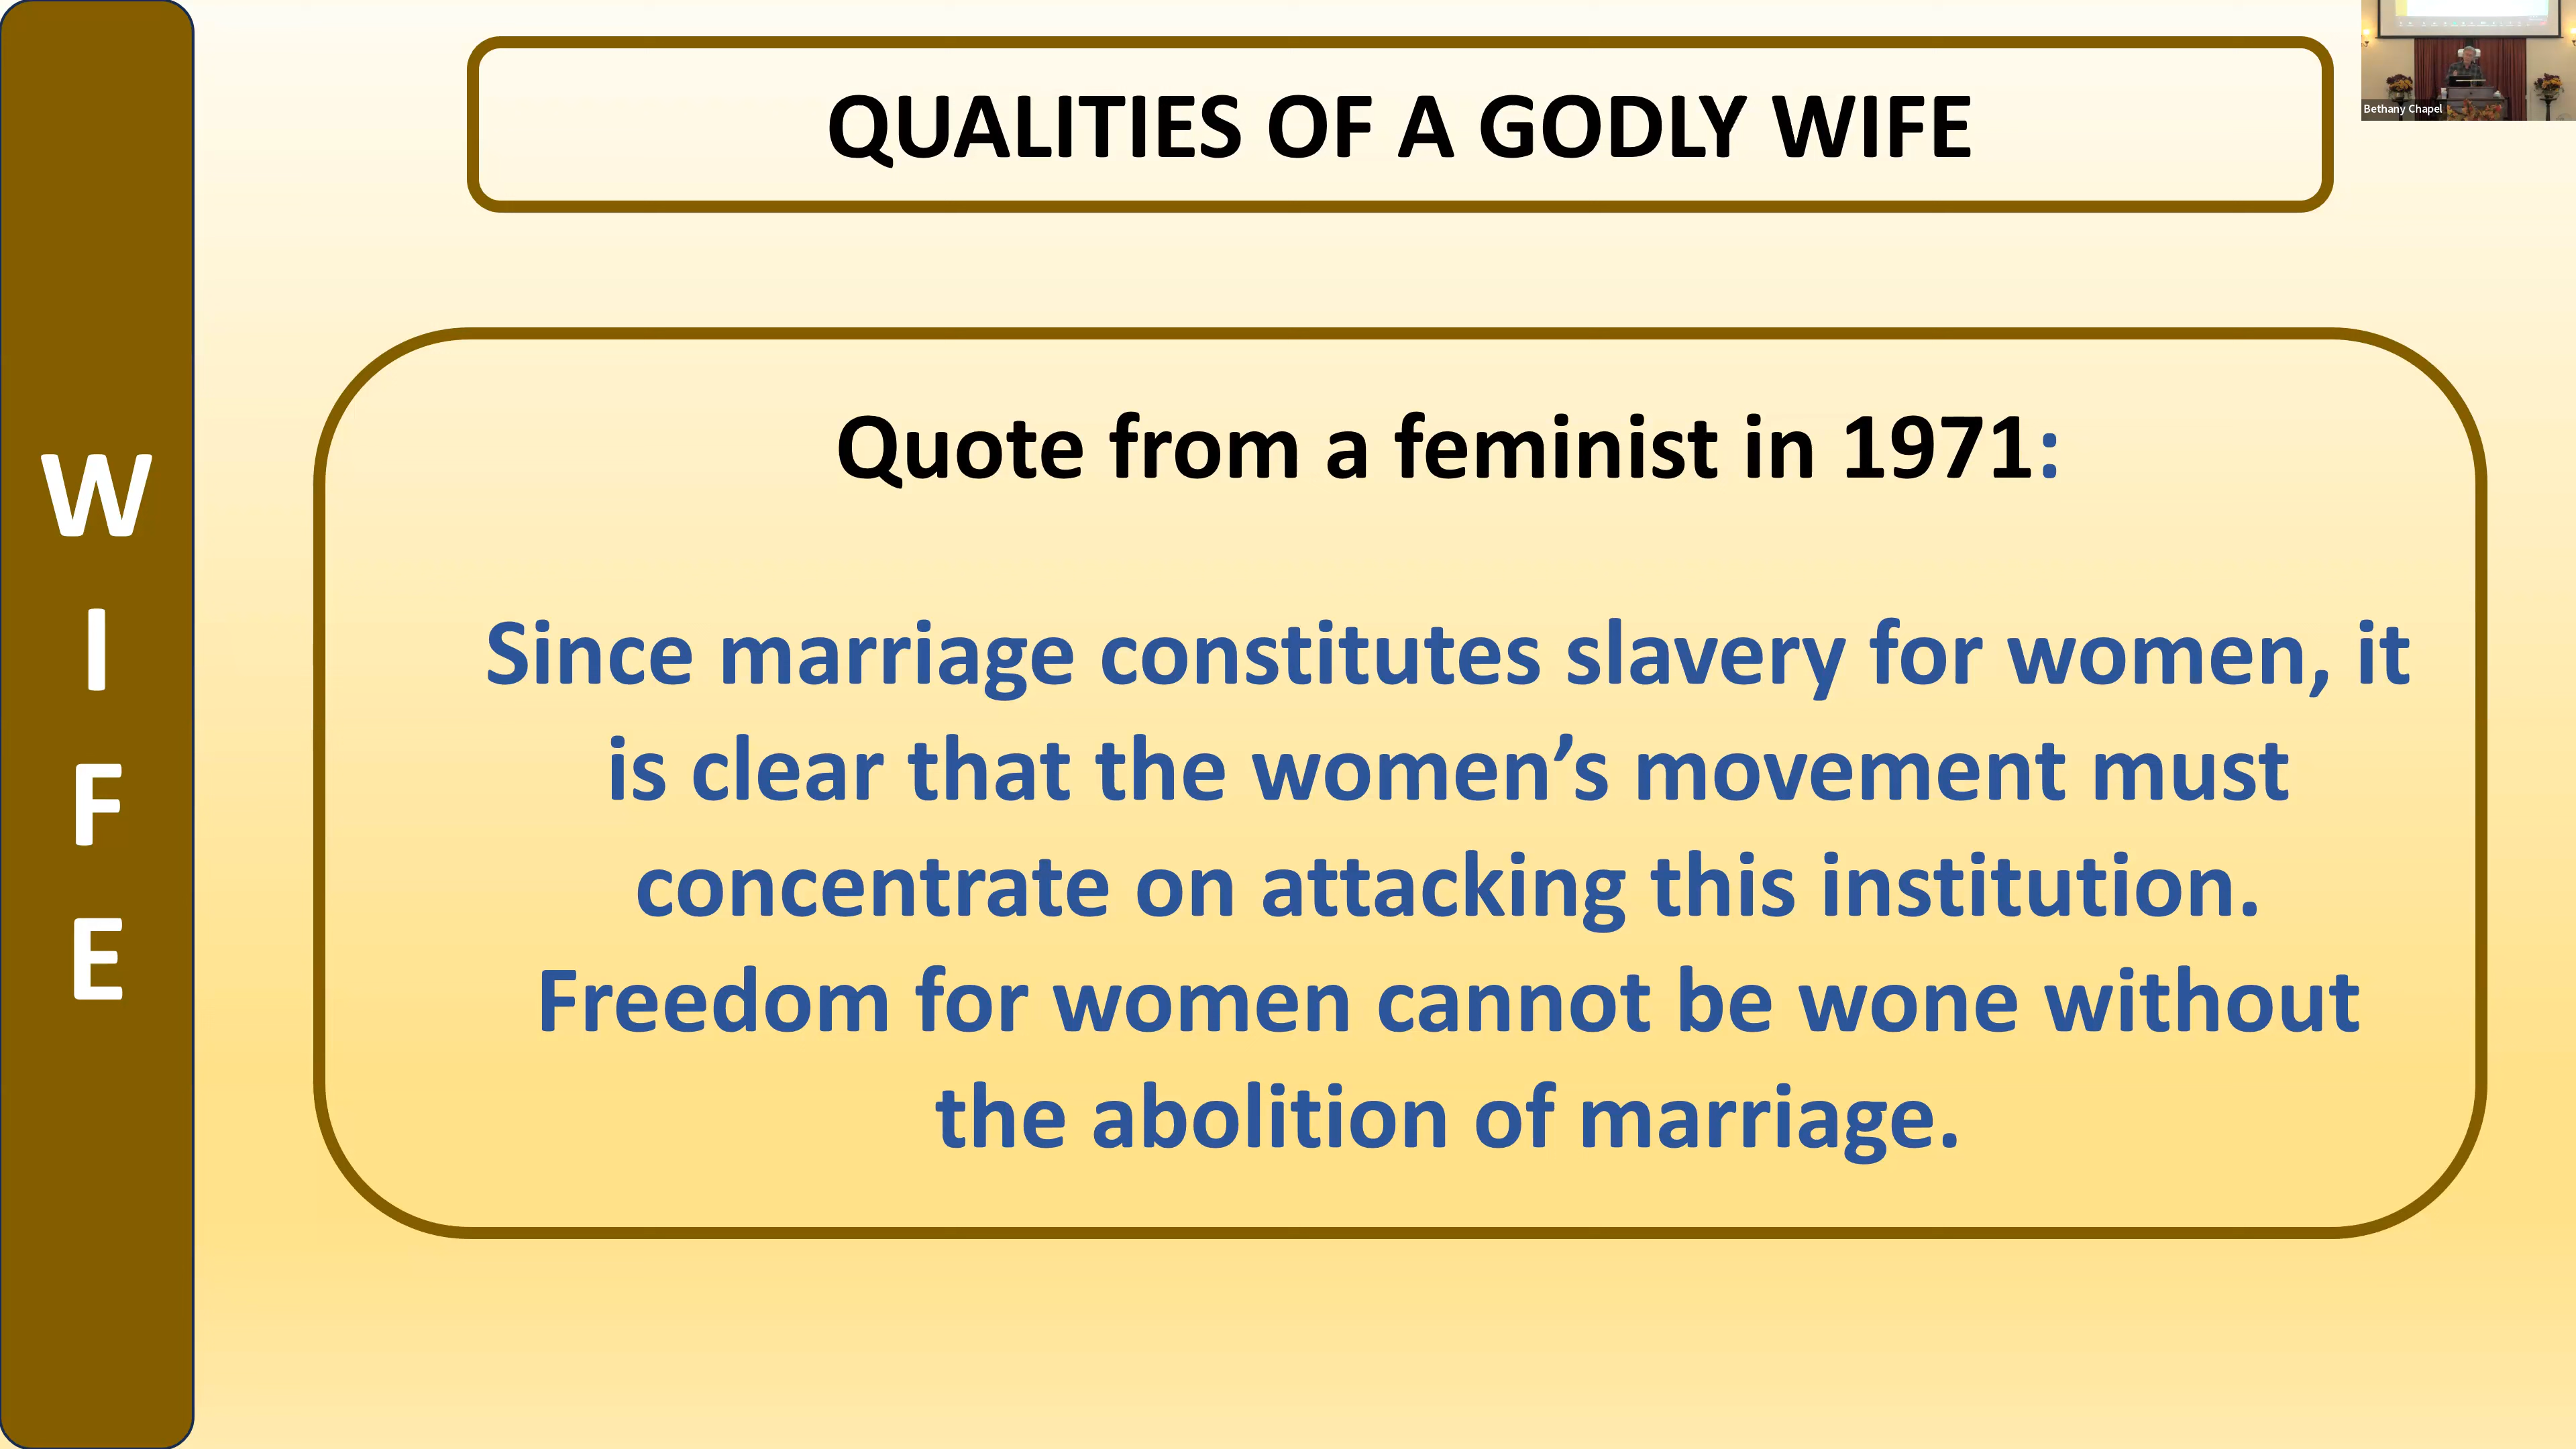 W
I
F
E
QUALITIES OF A GODLY WIFE
Bethany Chapel
Quote from a feminist in 1971:
Since marriage constitutes slavery for women, it
is clear that the women’s movement must
concentrate on attacking this institution.
Freedom for women cannot be wone without
the abolition of marriage.